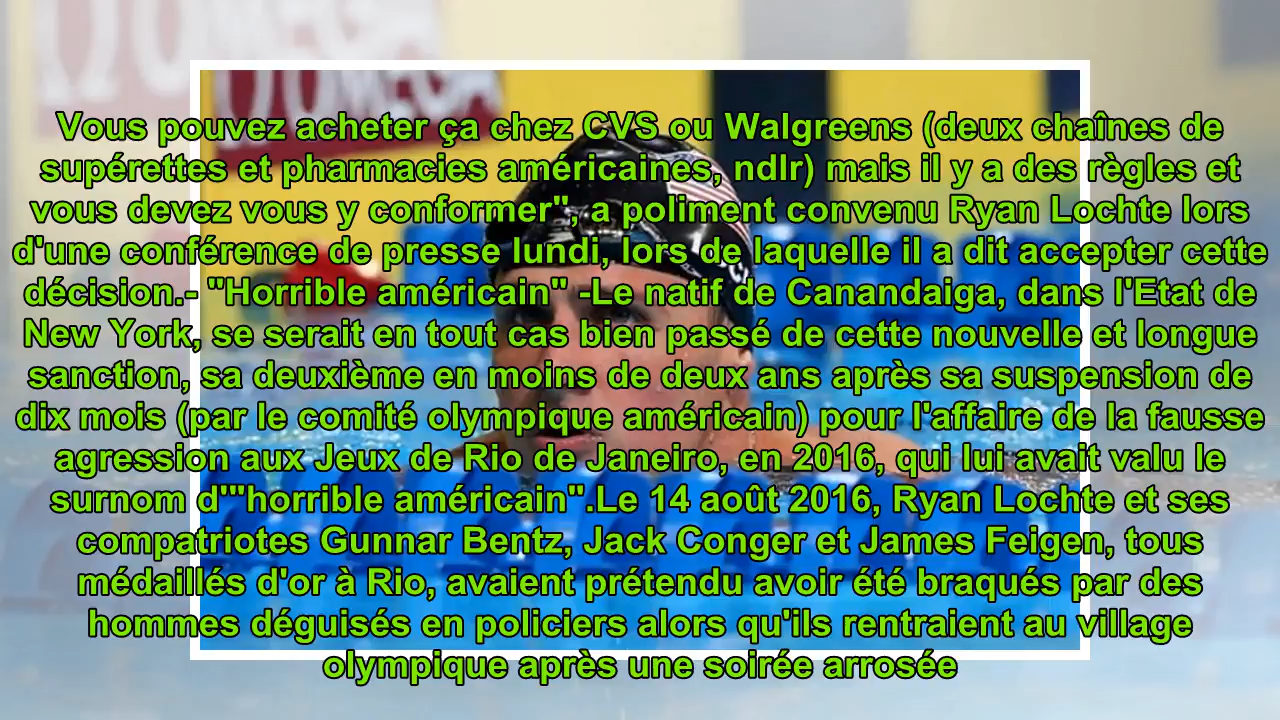 OMEGA
OMEGA
Vous pouvez acheter ça chez CVS ou Walgreens (deux chaînes de
supérettes et pharmacies américaines, ndlr) mais il y a des règles et
vous devez vous y conformer", a poliment convenu Ryan Lochte lors
d'une conférence de presse lundi, lors de laquelle il a dit accepter cette
décision.- "Horrible américain" -Le natif de Canandaiga, dans l'Etat de
New York, se serait en tout cas bien passé de cette nouvelle et longue
sanction, sa deuxième en moins de deux ans après sa suspension de
dix mois (par le comité olympique américain) pour l'affaire de la fausse
agression aux Jeux de Rio de Janeiro, en 2016, qui lui avait valu le
surnom d'"horrible américain".Le 14 août 2016, Ryan Lochte et ses
compatriotes Gunnar Bentz, Jack Conger et James Feigen, tous
médaillés d'or à Rio, avaient prétendu avoir été braqués par des
hommes déguisés en policiers alors qu'ils rentraient au village
olympique après une soirée arrosée